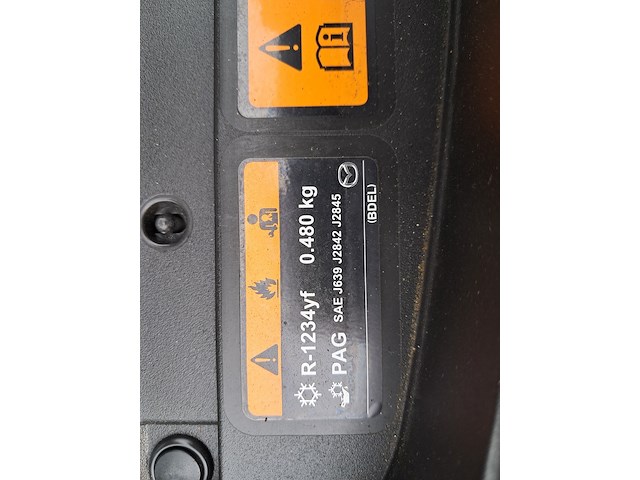 R-1234yf 0.480 kg
PAG SAE J639 J2842 J2845
(BDEL)